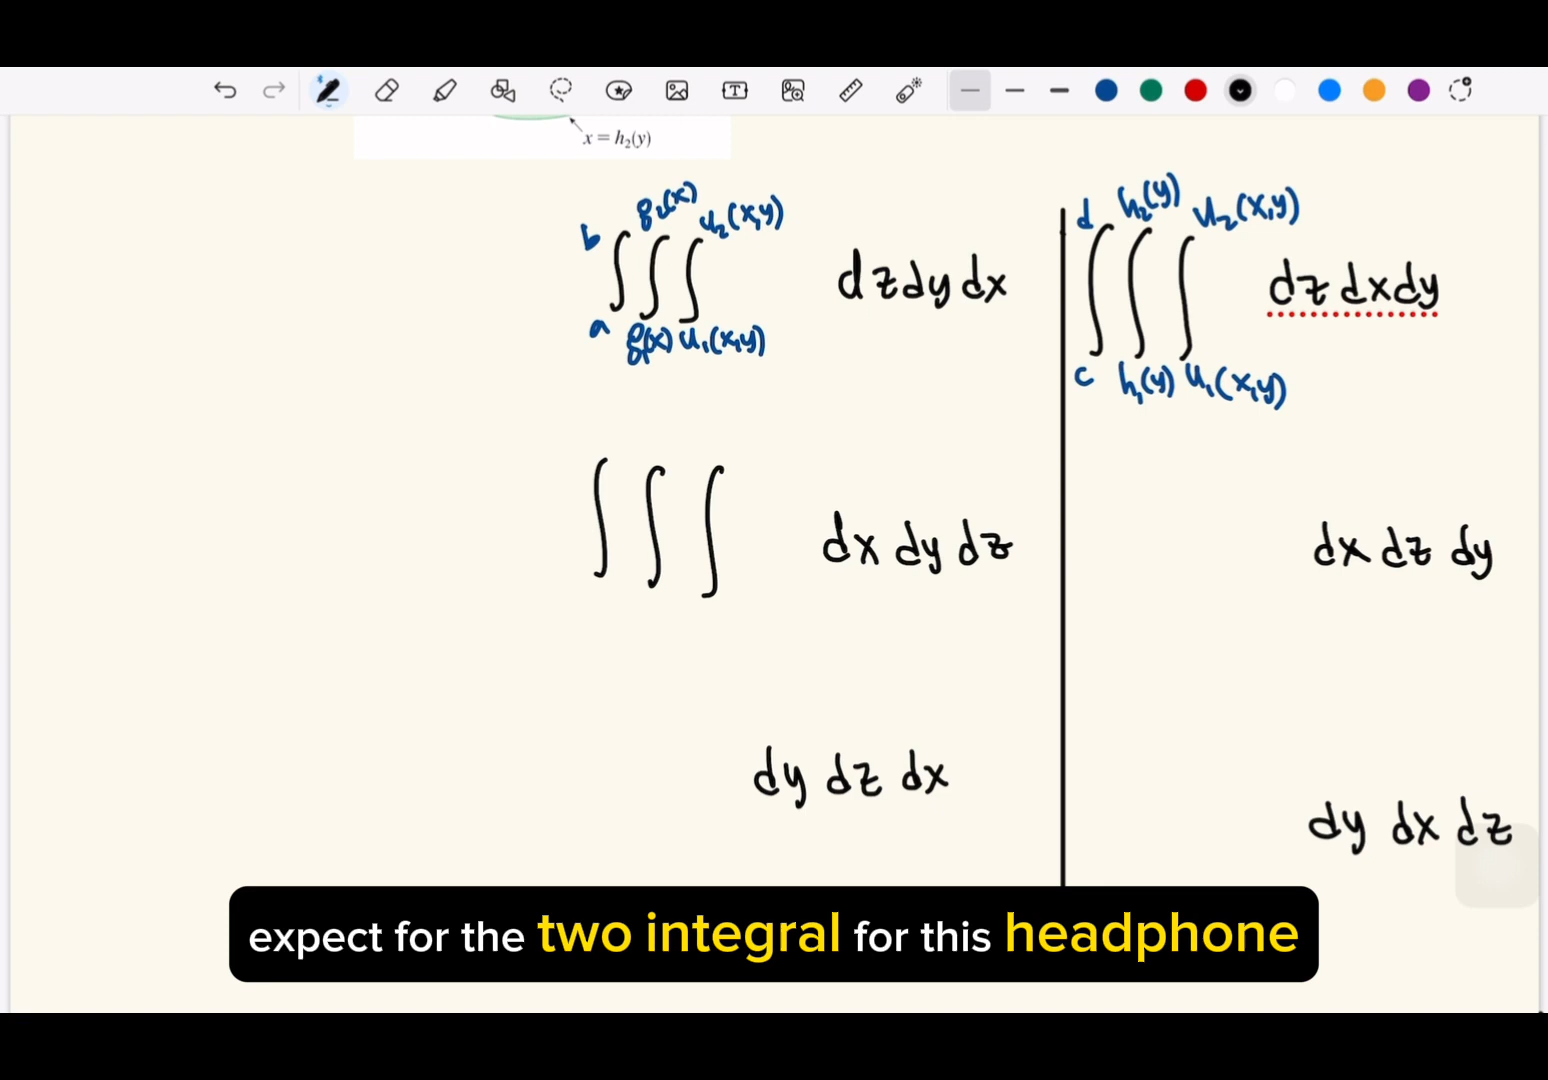 x = h₂(y)
b g₂(x) u₂(x,y)
∫∫∫ dz dy dx
a g₁(x) u₁(x,y)
d h₂(y) u₂(x,y)
∫∫∫ dz dx dy
c h₁(y) u₁(x,y)
∫∫∫ dx dy dz
dx dz dy
dy dz dx
dy dx dz
expect for the two integral for this headphone